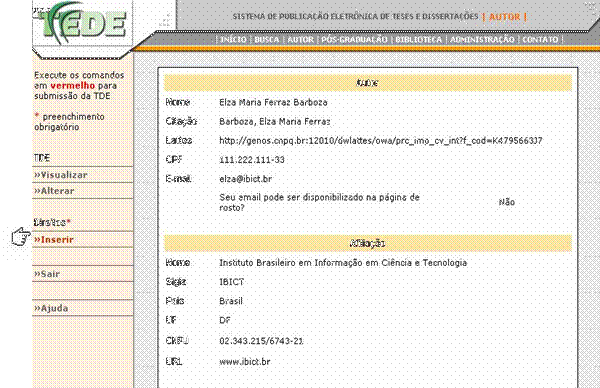 TEDE
SISTEMA DE PUBLICAÇÃO ELETRÔNICA DE TESES E DISSERTAÇÕES | AUTOR |
| INÍCIO | BUSCA | AUTOR | PÓS-GRADUAÇÃO | BIBLIOTECA | ADMINISTRAÇÃO | CONTATO |
Execute os comandos
em vermelho para
submissão da TDE
* preenchimento
obrigatório
TDE
»Visualizar
»Alterar
Direitos*
»Inserir
»Sair
»Ajuda
Autor
Nome Elza Maria Ferraz Barboza
Citação Barboza, Elza Maria Ferraz
Lattes http://genos.cnpq.br:12010/dwlattes/owa/prc_imp_cv_int?f_cod=K4795663J7
CPF 111.222.111-33
E-mail elza@ibict.br
Seu email pode ser disponibilizado na página de
rosto? Não
Afiliação
Nome Instituto Brasileiro em Informação em Ciência e Tecnologia
Sigla IBICT
País Brasil
UF DF
CNPJ 02.343.215/6743-21
URL www.ibict.br